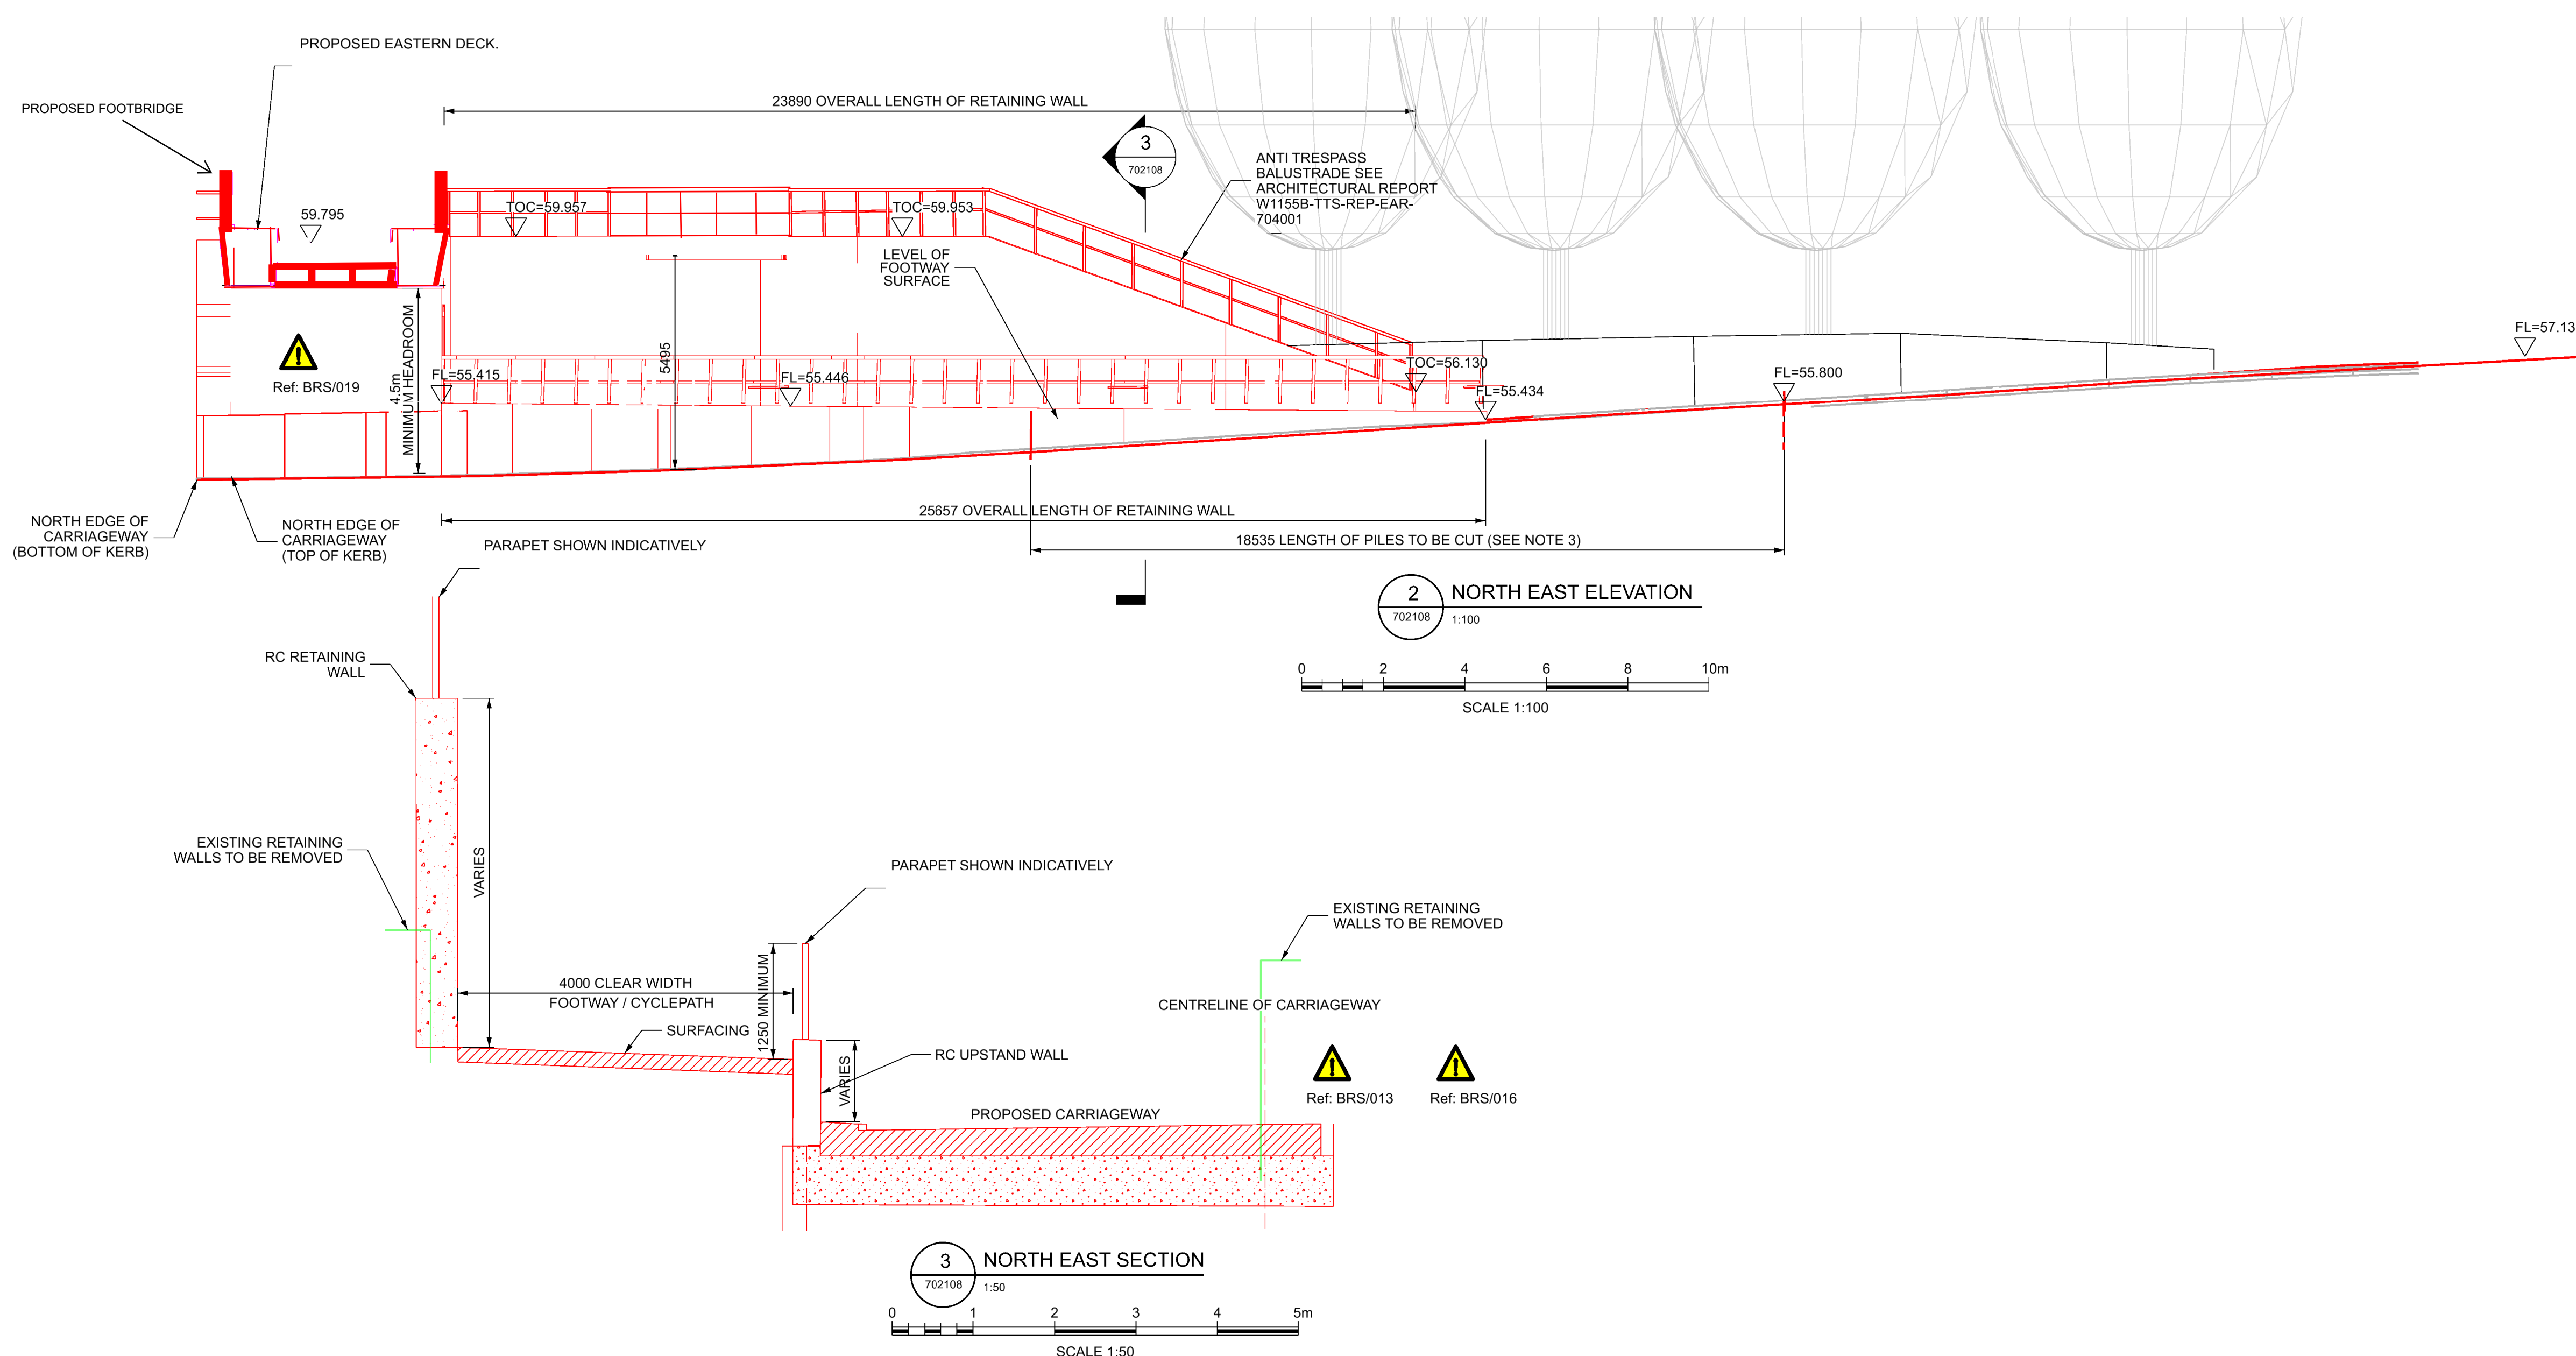 PROPOSED EASTERN DECK.
PROPOSED FOOTBRIDGE
23890 OVERALL LENGTH OF RETAINING WALL
3
702108
ANTI TRESPASS
BALUSTRADE SEE
ARCHITECTURAL REPORT
W1155B-TTS-REP-EAR-
704001
59.795
TOC=59.957
TOC=59.953
LEVEL OF
FOOTWAY
SURFACE
4.5m
MINIMUM HEADROOM
5495
Ref: BRS/019
FL=55.415
FL=55.446
TOC=56.130
FL=55.434
FL=55.800
FL=57.13
NORTH EDGE OF
CARRIAGEWAY
(BOTTOM OF KERB)
NORTH EDGE OF
CARRIAGEWAY
(TOP OF KERB)
25657 OVERALL LENGTH OF RETAINING WALL
18535 LENGTH OF PILES TO BE CUT (SEE NOTE 3)
2
702108
NORTH EAST ELEVATION
1:100
0 2 4 6 8 10m
SCALE 1:100
PARAPET SHOWN INDICATIVELY
RC RETAINING
WALL
EXISTING RETAINING
WALLS TO BE REMOVED
VARIES
PARAPET SHOWN INDICATIVELY
4000 CLEAR WIDTH
FOOTWAY / CYCLEPATH
SURFACING
1250 MINIMUM
VARIES
RC UPSTAND WALL
EXISTING RETAINING
WALLS TO BE REMOVED
CENTRELINE OF CARRIAGEWAY
Ref: BRS/013
Ref: BRS/016
PROPOSED CARRIAGEWAY
3
702108
NORTH EAST SECTION
1:50
0 1 2 3 4 5m
SCALE 1:50